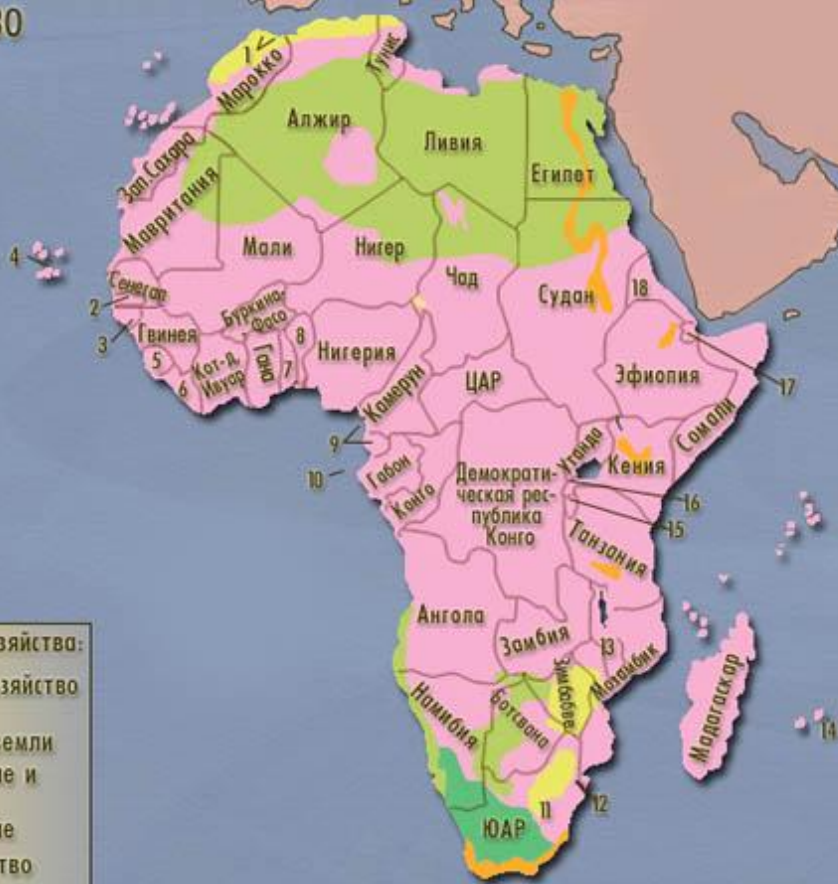 30
1
Марокко
Тунис
Алжир
Ливия
Египет
Зап.Сахара
Мавритания
Мали
Нигер
Чад
Судан
18
4
Сенегал
2
3
Гвинея
Буркина-
Фасо
5
6
Кот-д,
Ивуар
Гана
7
8
Нигерия
Камерун
ЦАР
Эфиопия
17
Сомали
9
10
Габон
Конго
Демократи-
ческая рес-
публика
Конго
Уганда
Кения
16
15
Танзания
Ангола
Замбия
13
Мозамбик
Зимбабве
Намибия
Ботсвана
Мадагаскар
14
12
11
ЮАР
зяйства:
зяйство
емли
е и
е
тво